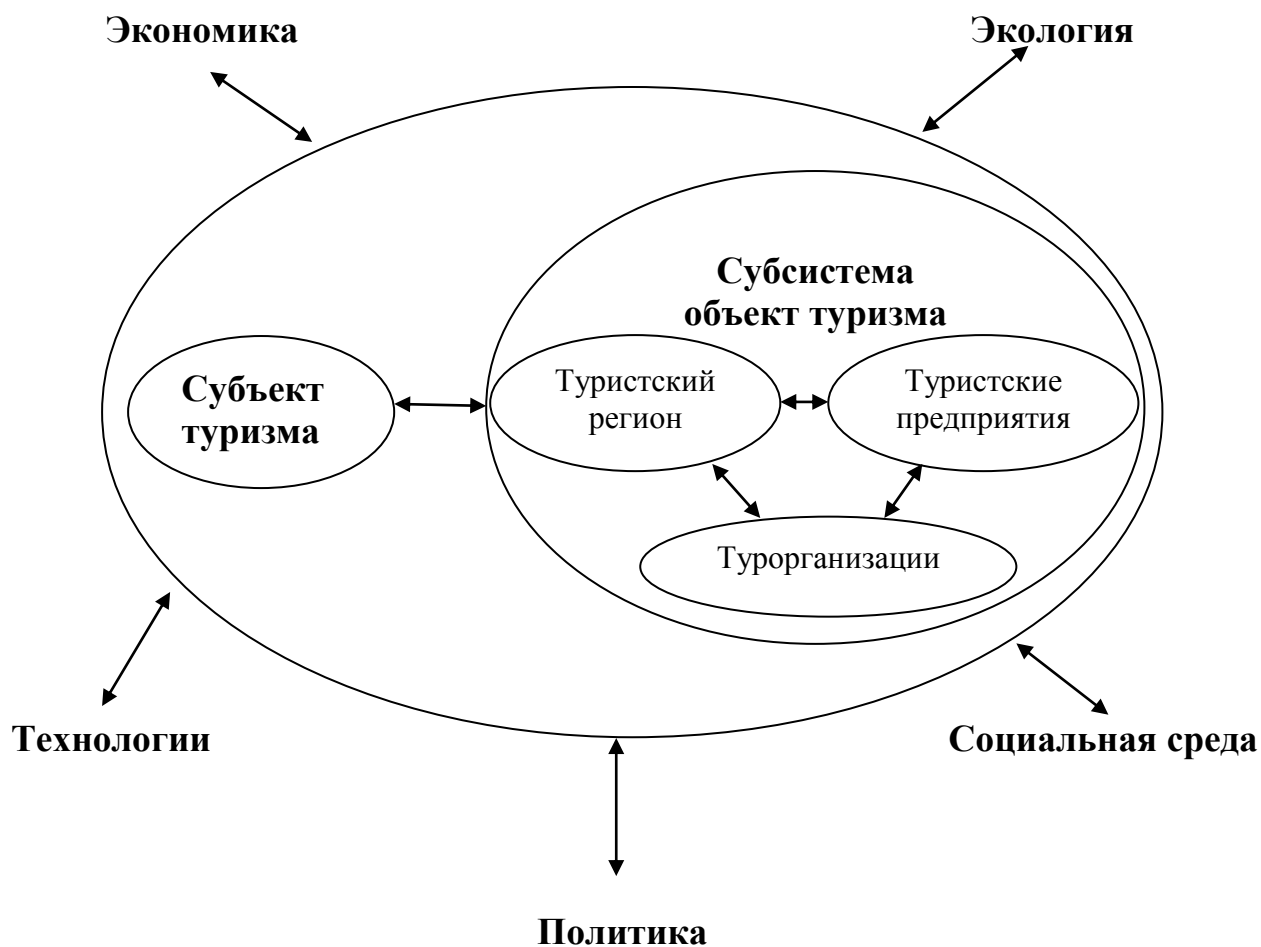 Экономика
Экология
Субсистема
объект туризма
Субъект
туризма
Туристский
регион
Туристские
предприятия
Турорганизации
Технологии
Социальная среда
Политика